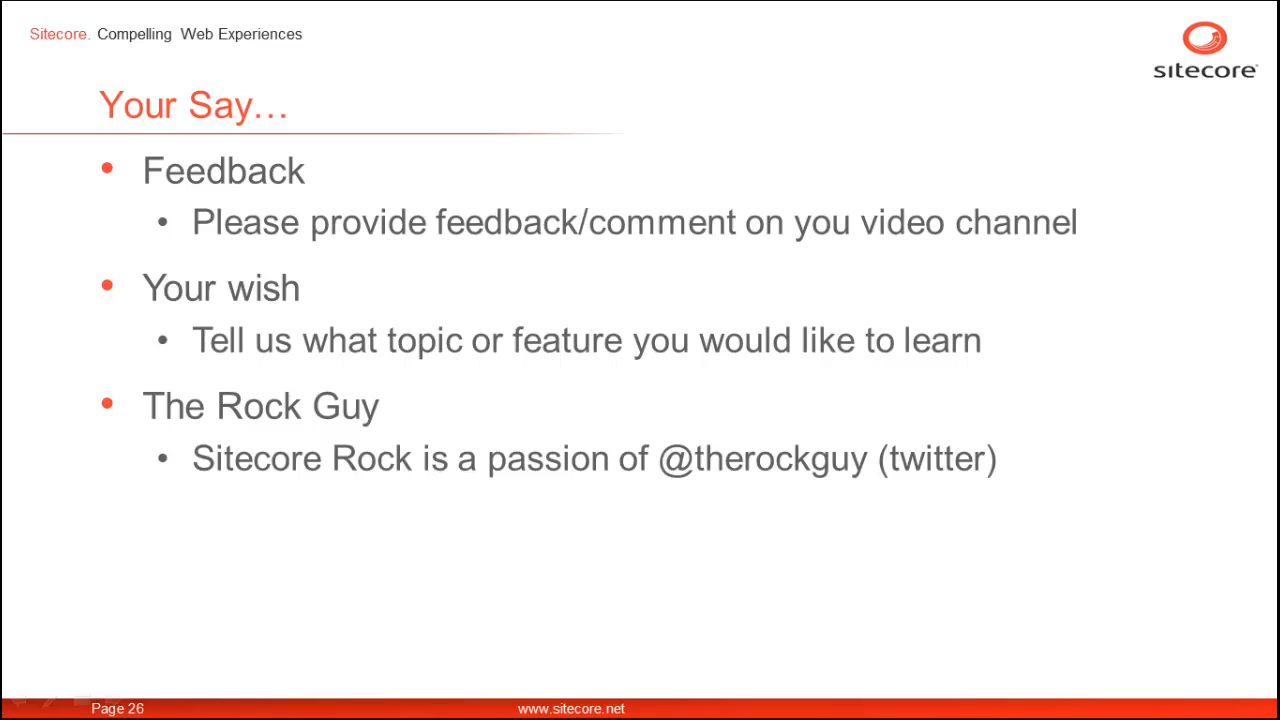 Sitecore. Compelling Web Experiences
sitecore
Your Say…
• Feedback
• Please provide feedback/comment on you video channel
• Your wish
• Tell us what topic or feature you would like to learn
• The Rock Guy
• Sitecore Rock is a passion of @therockguy (twitter)
Page 26
www.sitecore.net